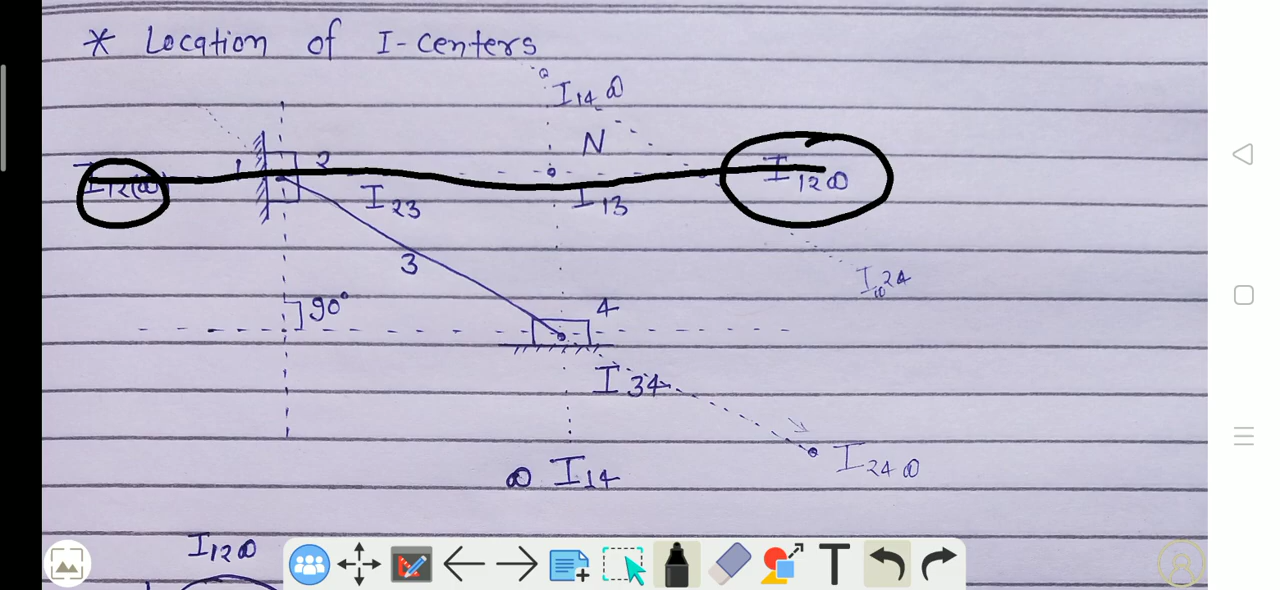 * Location of I-centers
I14 ∞
N
1
2
I12(∞)
I12∞
I23
I13
3
I∞24
90°
4
I34
I24∞
∞ I14
I12∞
T